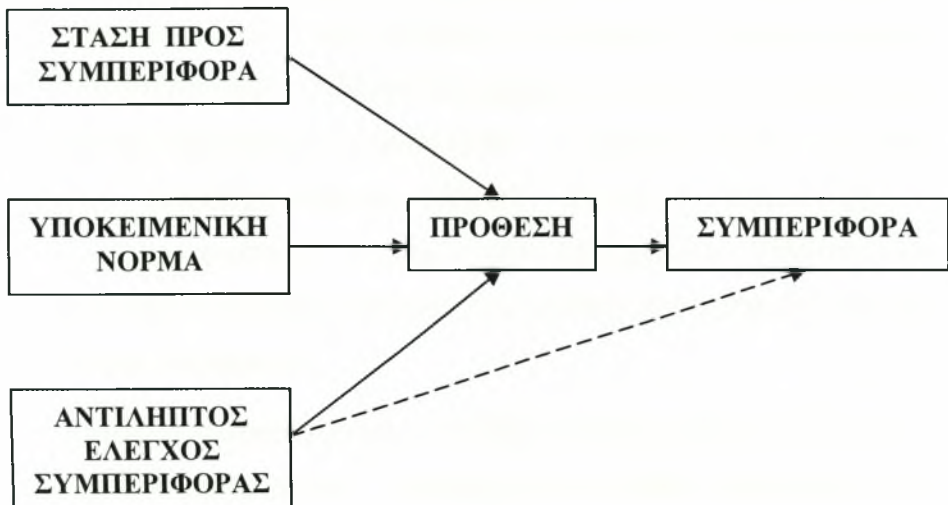 ΣΤΑΣΗ ΠΡΟΣ
ΣΥΜΠΕΡΙΦΟΡΑ
ΥΠΟΚΕΙΜΕΝΙΚΗ
ΝΟΡΜΑ
ΠΡΟΘΕΣΗ
ΣΥΜΠΕΡΙΦΟΡΑ
ΑΝΤΙΛΗΠΤΟΣ
ΕΛΕΓΧΟΣ
ΣΥΜΠΕΡΙΦΟΡΑΣ